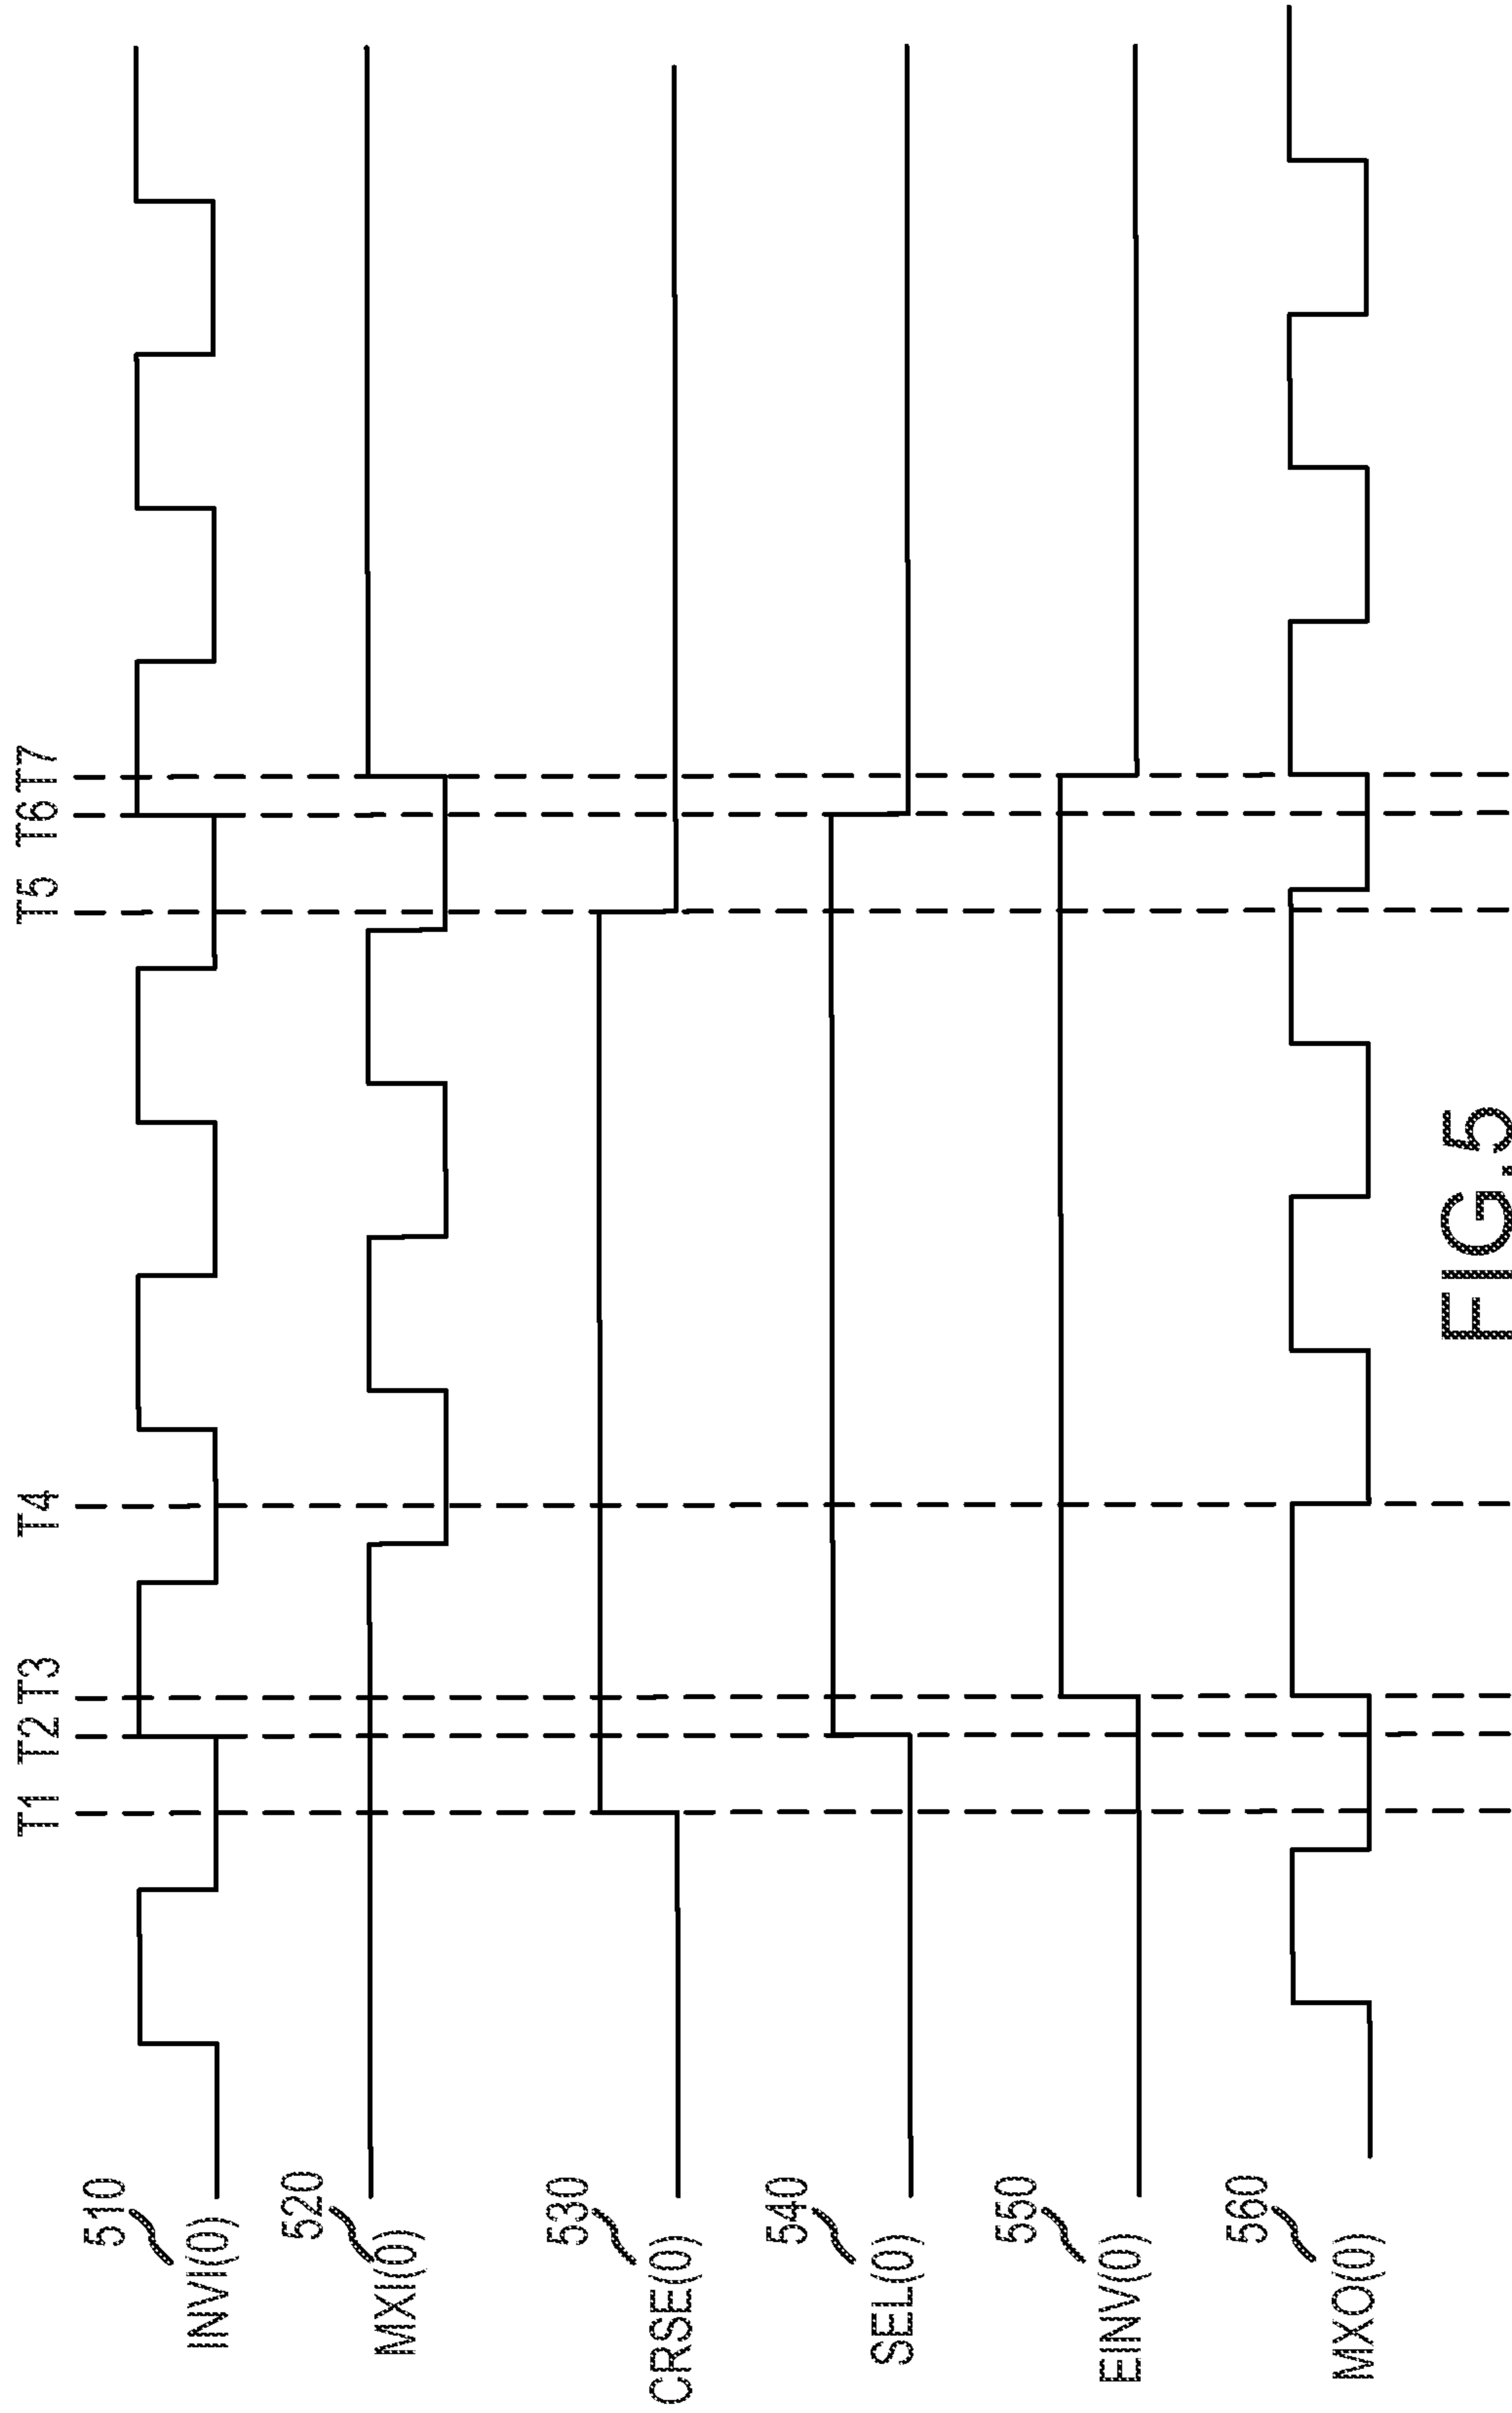 T1 T2 T3 T4 T5 T6 T7
510
INVI(0)
520
MXI(0)
530
CRSE(0)
540
SEL(0)
550
EINV(0)
560
MXO(0)
FIG.5